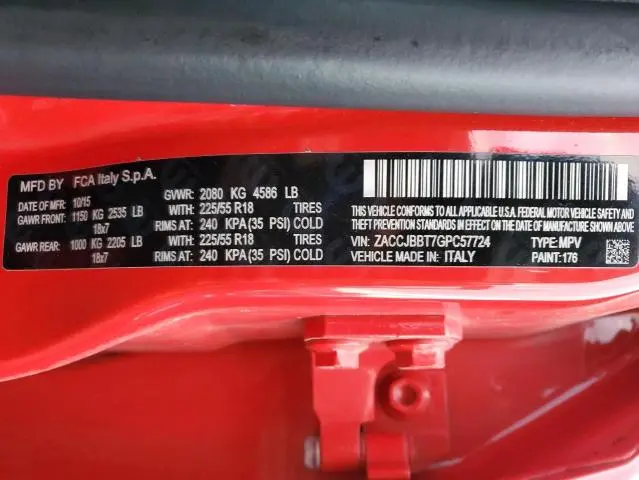 MFD BY FCA Italy S.p.A.
DATE OF MFR: 10/15 GVWR: 2080 KG 4586 LB
GAWR FRONT: 1150 KG 2535 LB WITH: 225/55 R18 TIRES
18x7 RIMS AT: 240 KPA(35 PSI) COLD
GAWR REAR: 1000 KG 2205 LB WITH: 225/55 R18 TIRES
18x7 RIMS AT: 240 KPA(35 PSI) COLD
THIS VEHICLE CONFORMS TO ALL APPLICABLE U.S.A. FEDERAL MOTOR VEHICLE SAFETY AND
THEFT PREVENTION STANDARDS IN EFFECT ON THE DATE OF MANUFACTURE SHOWN ABOVE
VIN: ZACCJBBT7GPC57724 TYPE: MPV
VEHICLE MADE IN: ITALY PAINT: 176